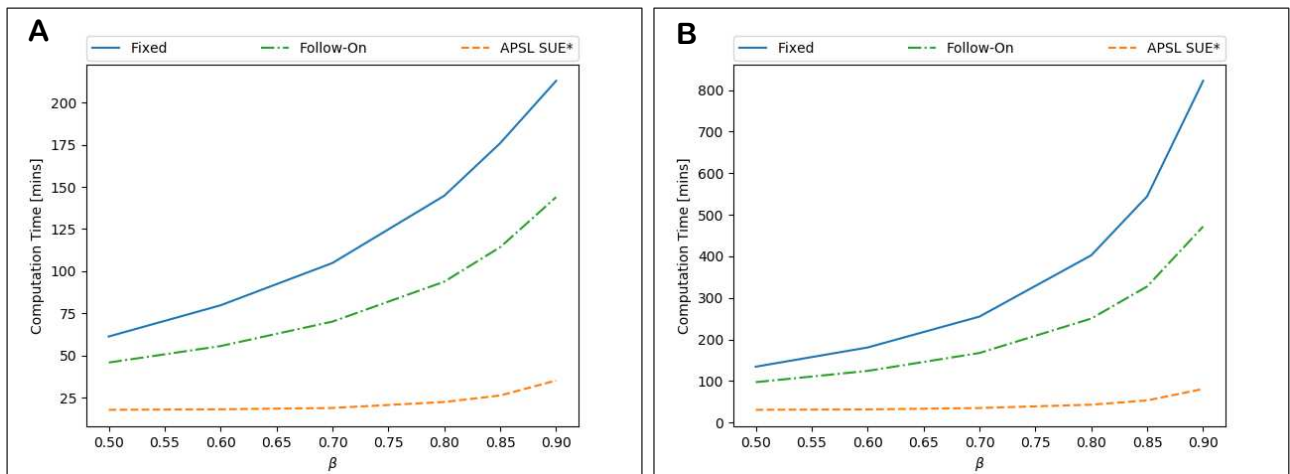 A
Fixed Follow-On APSL SUE*
Computation Time [mins]
200
175
150
125
100
75
50
25
0.50 0.55 0.60 0.65 0.70 0.75 0.80 0.85 0.90
β
B
Fixed Follow-On APSL SUE*
Computation Time [mins]
800
700
600
500
400
300
200
100
0
0.50 0.55 0.60 0.65 0.70 0.75 0.80 0.85 0.90
β